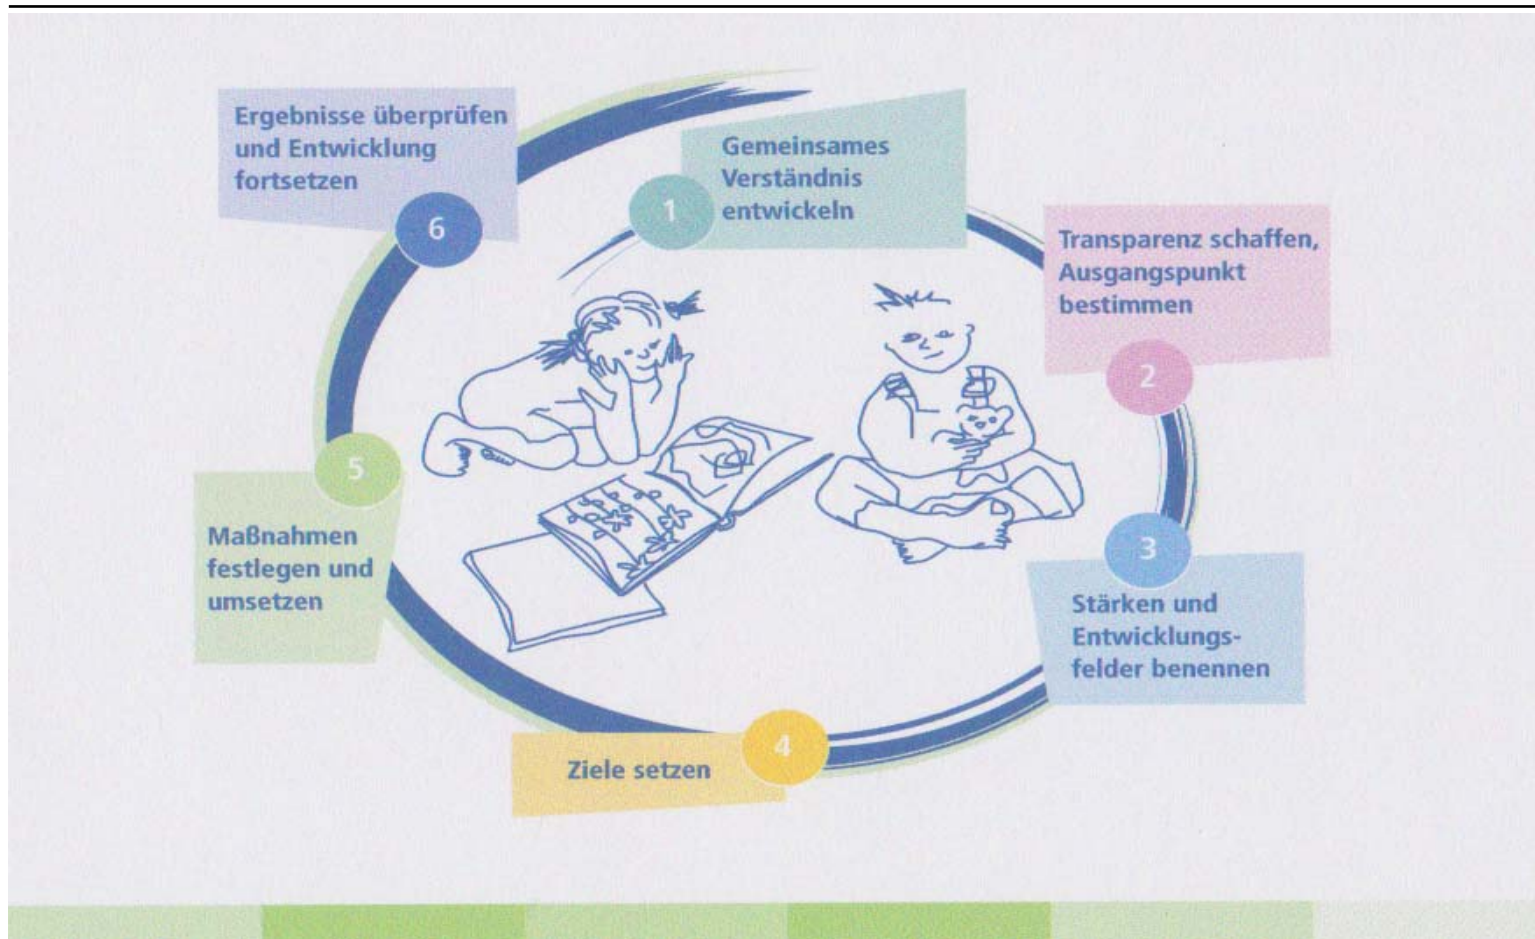 1
Gemeinsames
Verständnis
entwickeln
Transparenz schaffen,
Ausgangspunkt
bestimmen
2
3
Stärken und
Entwicklungs-
felder benennen
4
Ziele setzen
5
Maßnahmen
festlegen und
umsetzen
Ergebnisse überprüfen
und Entwicklung
fortsetzen
6